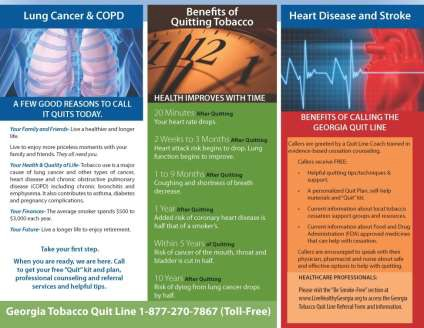 Lung Cancer & COPD
A FEW GOOD REASONS TO CALL
IT QUITS TODAY.
Your Family and Friends- Live a healthier and longer
life.
Live to enjoy more priceless moments with your
family and friends. They all need you.
Your Health & Quality of Life- Tobacco use is a major
cause of lung cancer and other types of cancer,
heart disease and chronic obstructive pulmonary
disease (COPD) including chronic bronchitis and
emphysema. It also contributes to asthma, diabetes
and pregnancy complications.
Your Finances- The average smoker spends $500 to
$3,000 each year.
Your Future- Live a longer life to enjoy retirement.
Take your first step.
When you are ready, we are here. Call
to get your free "Quit" Kit and plan,
professional counseling and referral
services and helpful tips.
Benefits of
Quitting Tobacco
HEALTH IMPROVES WITH TIME
20 Minutes After Quitting
Your heart rate drops.
2 Weeks to 3 Months After Quitting
Heart attack risk begins to drop. Lung
function begins to improve.
1 to 9 Months After Quitting
Coughing and shortness of breath
decrease.
1 Year After Quitting
Added risk of coronary heart disease is
half that of a smoker's.
Within 5 Years of Quitting
Risk of cancer of the mouth, throat and
bladder is cut in half.
10 Years After Quitting
Risk of dying from lung cancer drops
by half.
Heart Disease and Stroke
BENEFITS OF CALLING THE
GEORGIA QUIT LINE
Callers are greeted by a Quit Line Coach trained in
evidence-based cessation counseling.
Callers receive FREE:
• Helpful quitting tips/techniques &
support.
• A personalized Quit Plan, self-help
materials and "Quit" Kit.
• Current information about local tobacco
cessation support groups and resources.
• Current information about Food and Drug
Administration (FDA) approved medicines
that can help with cessation.
Callers are encouraged to speak with their
physician, pharmacist and nurse about safe
and effective options to help with quitting.
HEALTHCARE PROFESSIONALS:
Please visit the "Be Smoke-Free" section at
www.LiveHealthyGeorgia.org to access the Georgia
Tobacco Quit Line Referral Form and Information.
Georgia Tobacco Quit Line 1-877-270-7867 (Toll-Free)